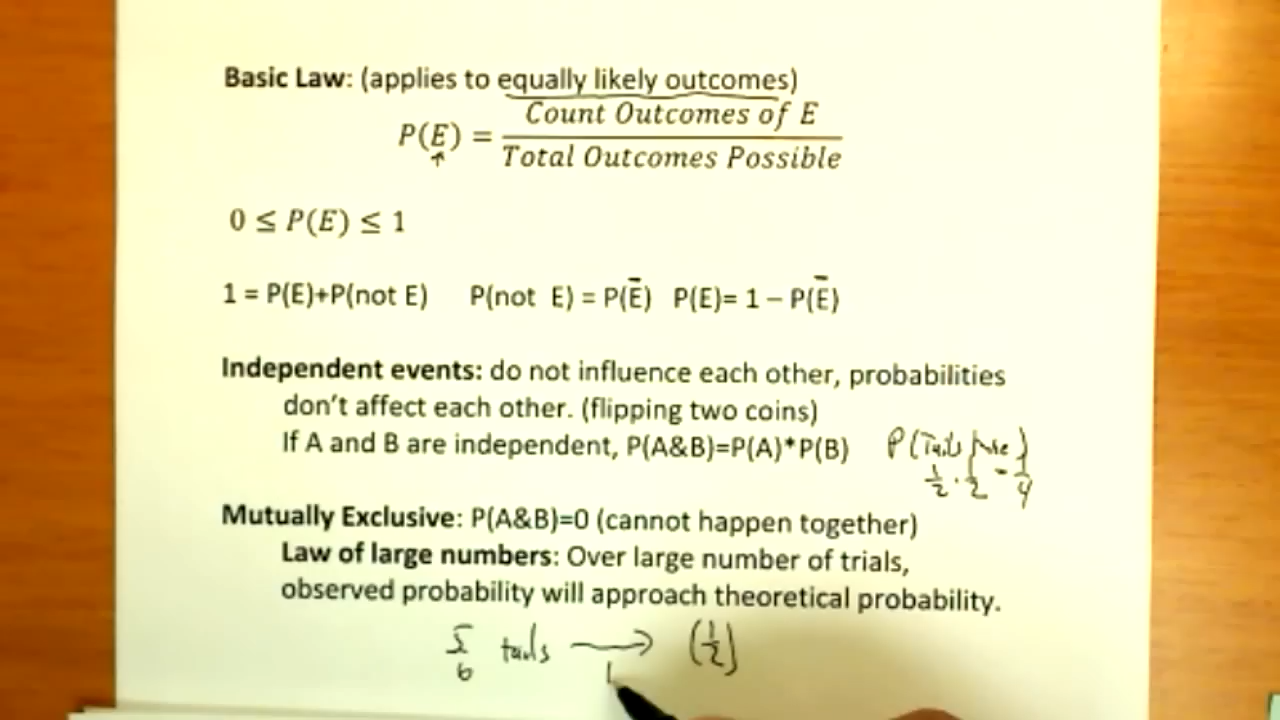 Basic Law: (applies to equally likely outcomes)
P(E) = Count Outcomes of E / Total Outcomes Possible
0 ≤ P(E) ≤ 1
1 = P(E)+P(not E) P(not E) = P(Ē) P(E)= 1 – P(Ē)
Independent events: do not influence each other, probabilities
don't affect each other. (flipping two coins)
If A and B are independent, P(A&B)=P(A)*P(B)
P(Tails
1/2 · 1/2 = 1/4
Mutually Exclusive: P(A&B)=0 (cannot happen together)
Law of large numbers: Over large number of trials,
observed probability will approach theoretical probability.
5/6 tails → (1/2)